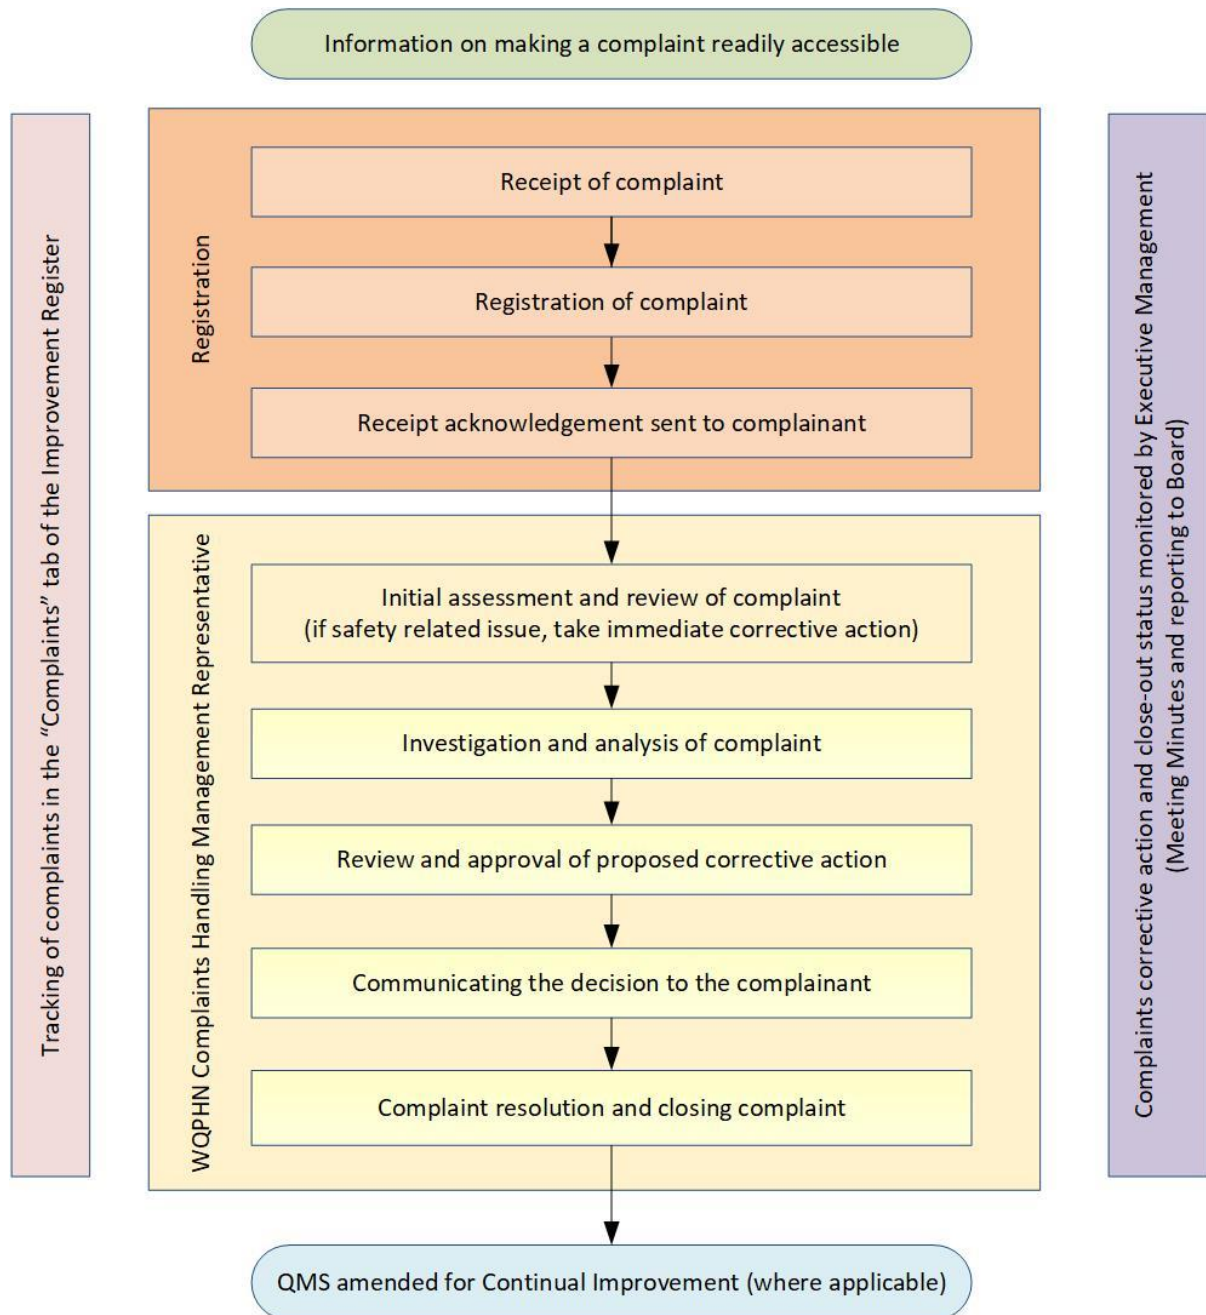 Information on making a complaint readily accessible
Tracking of complaints in the “Complaints” tab of the Improvement Register
Registration
Receipt of complaint
Registration of complaint
Receipt acknowledgement sent to complainant
WQPHN Complaints Handling Management Representative
Initial assessment and review of complaint
(if safety related issue, take immediate corrective action)
Investigation and analysis of complaint
Review and approval of proposed corrective action
Communicating the decision to the complainant
Complaint resolution and closing complaint
Complaints corrective action and close-out status monitored by Executive Management
(Meeting Minutes and reporting to Board)
QMS amended for Continual Improvement (where applicable)